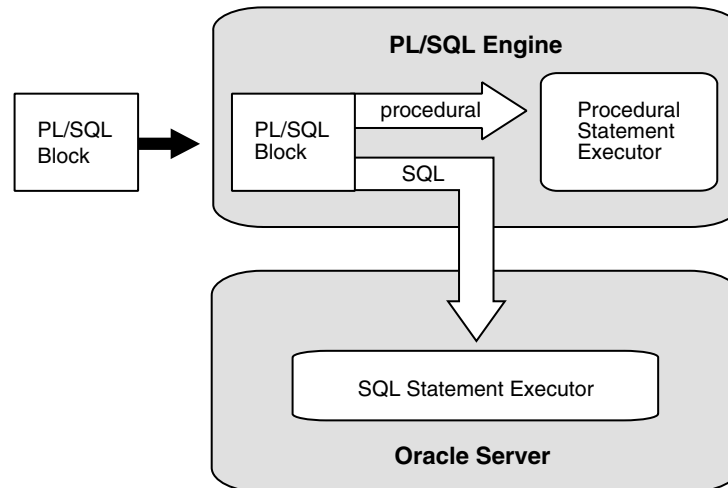 PL/SQL Engine
PL/SQL
Block
PL/SQL
Block
procedural
SQL
Procedural
Statement
Executor
SQL Statement Executor
Oracle Server